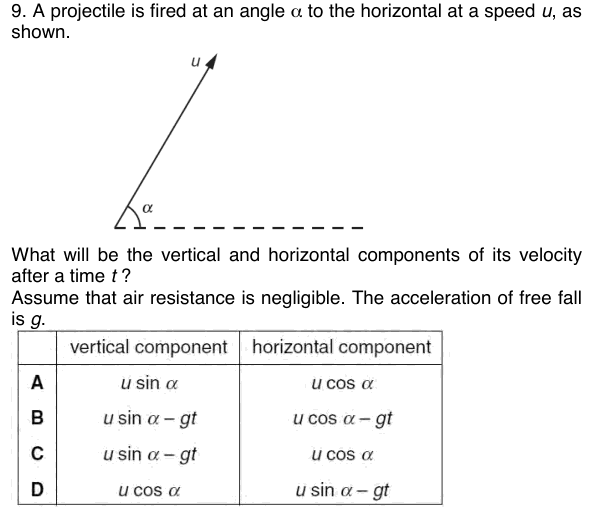 9. A projectile is fired at an angle α to the horizontal at a speed u, as
shown.
u
α
What will be the vertical and horizontal components of its velocity
after a time t ?
Assume that air resistance is negligible. The acceleration of free fall
is g.
vertical component horizontal component
A u sin α u cos α
B u sin α – gt u cos α – gt
C u sin α – gt u cos α
D u cos α u sin α – gt